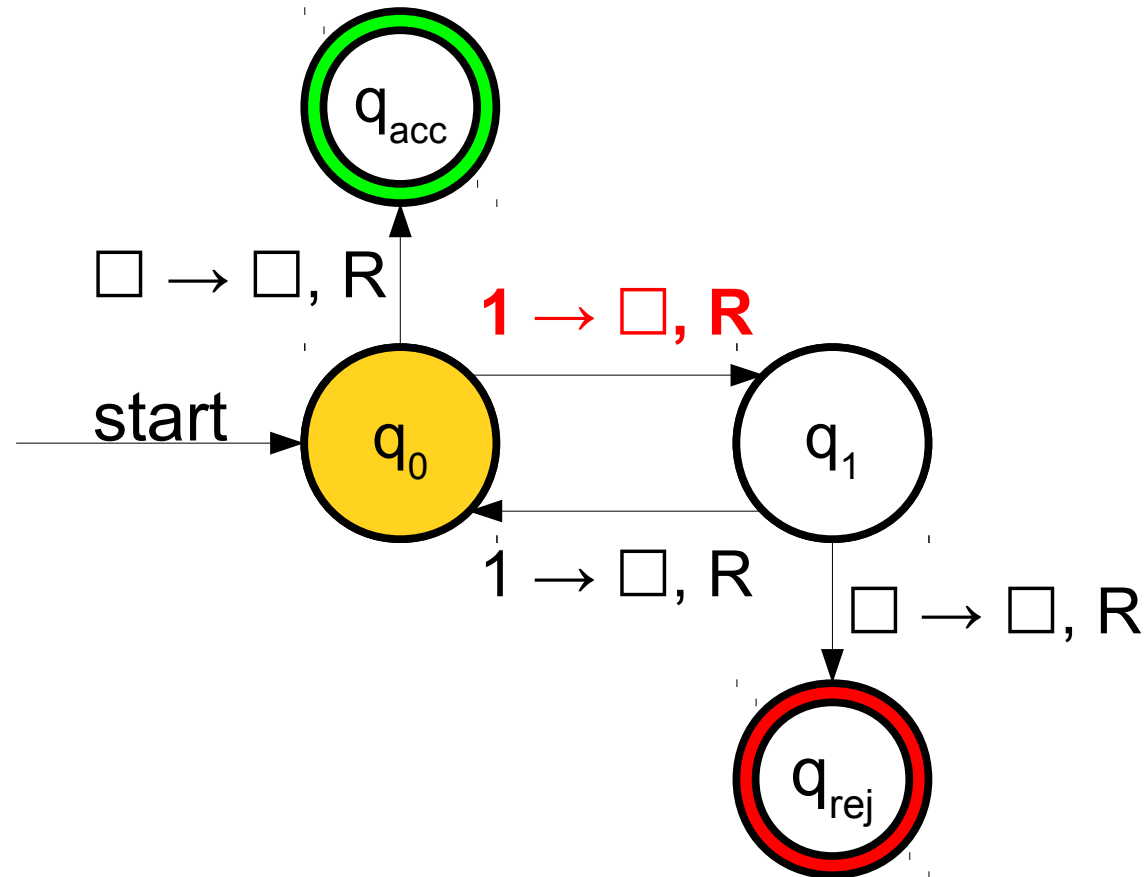 q_acc
□ → □, R
1 → □, R
start
q_0
q_1
1 → □, R
□ → □, R
q_rej